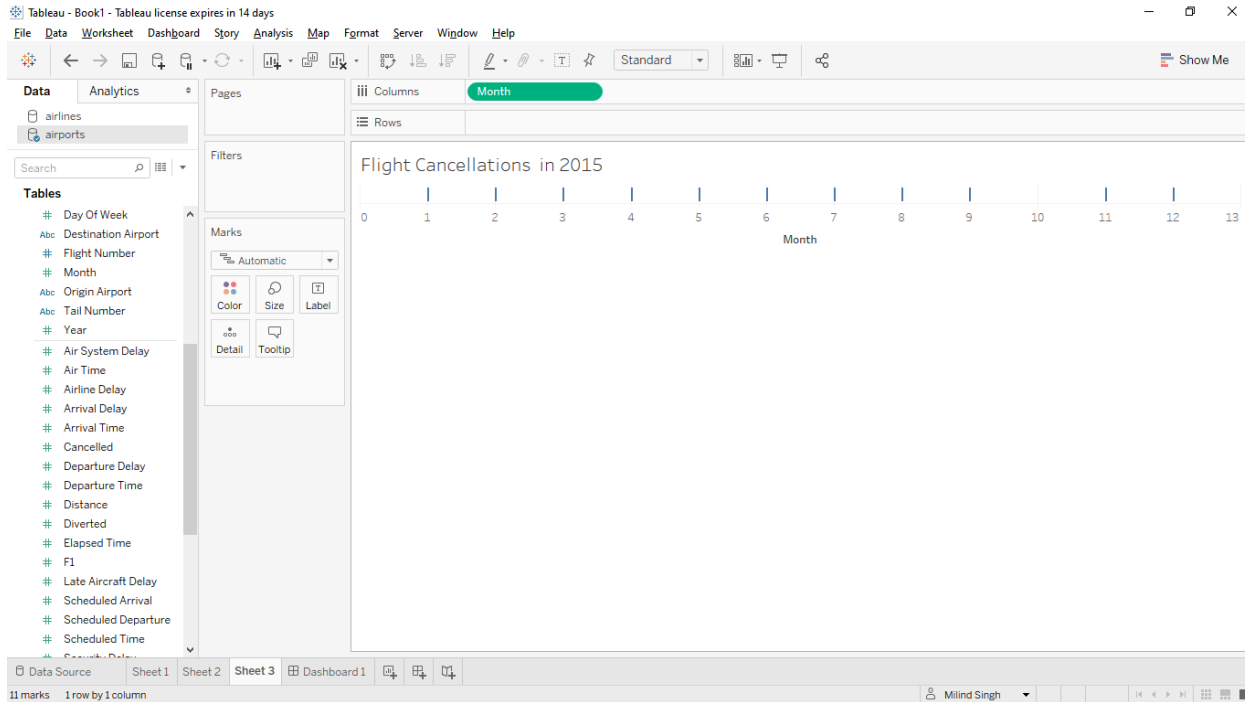 Tableau - Book1 - Tableau license expires in 14 days
File Data Worksheet Dashboard Story Analysis Map Format Server Window Help
Standard
Show Me
Data Analytics
airlines
airports
Search
Tables
# Day Of Week
Abc Destination Airport
# Flight Number
# Month
Abc Origin Airport
Abc Tail Number
# Year
# Air System Delay
# Air Time
# Airline Delay
# Arrival Delay
# Arrival Time
# Cancelled
# Departure Delay
# Departure Time
# Distance
# Diverted
# Elapsed Time
# F1
# Late Aircraft Delay
# Scheduled Arrival
# Scheduled Departure
# Scheduled Time
Pages
Filters
Marks
Automatic
Color Size Label
Detail Tooltip
Columns Month
Rows
Flight Cancellations in 2015
0 1 2 3 4 5 6 7 8 9 10 11 12 13
Month
Data Source Sheet 1 Sheet 2 Sheet 3 Dashboard 1
11 marks 1 row by 1 column
Milind Singh